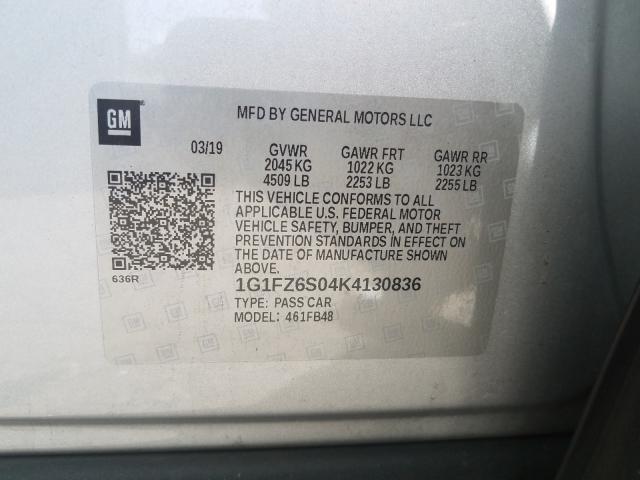 GM
MFD BY GENERAL MOTORS LLC
03/19 GVWR GAWR FRT GAWR RR
2045 KG 1022 KG 1023 KG
4509 LB 2253 LB 2255 LB
THIS VEHICLE CONFORMS TO ALL
APPLICABLE U.S. FEDERAL MOTOR
VEHICLE SAFETY, BUMPER, AND THEFT
PREVENTION STANDARDS IN EFFECT ON
THE DATE OF MANUFACTURE SHOWN
ABOVE.
636R
1G1FZ6S04K4130836
TYPE: PASS CAR
MODEL: 461FB48